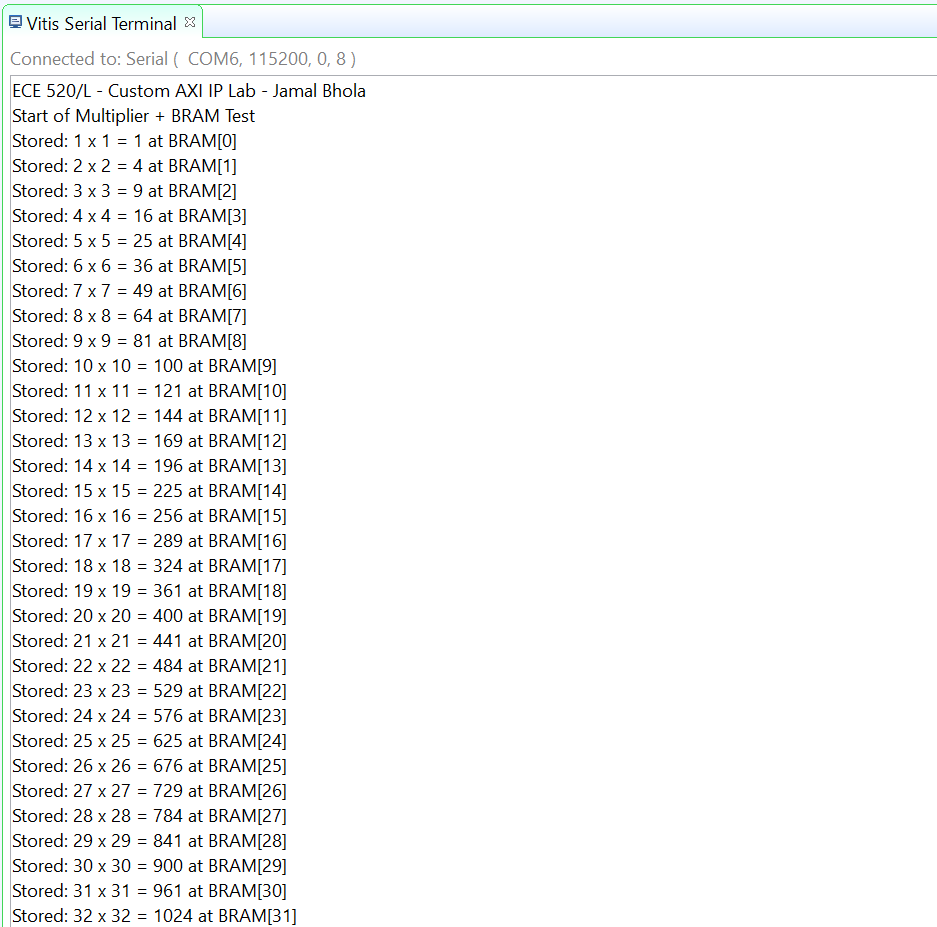 Vitis Serial Terminal
Connected to: Serial ( COM6, 115200, 0, 8 )
ECE 520/L - Custom AXI IP Lab - Jamal Bhola
Start of Multiplier + BRAM Test
Stored: 1 x 1 = 1 at BRAM[0]
Stored: 2 x 2 = 4 at BRAM[1]
Stored: 3 x 3 = 9 at BRAM[2]
Stored: 4 x 4 = 16 at BRAM[3]
Stored: 5 x 5 = 25 at BRAM[4]
Stored: 6 x 6 = 36 at BRAM[5]
Stored: 7 x 7 = 49 at BRAM[6]
Stored: 8 x 8 = 64 at BRAM[7]
Stored: 9 x 9 = 81 at BRAM[8]
Stored: 10 x 10 = 100 at BRAM[9]
Stored: 11 x 11 = 121 at BRAM[10]
Stored: 12 x 12 = 144 at BRAM[11]
Stored: 13 x 13 = 169 at BRAM[12]
Stored: 14 x 14 = 196 at BRAM[13]
Stored: 15 x 15 = 225 at BRAM[14]
Stored: 16 x 16 = 256 at BRAM[15]
Stored: 17 x 17 = 289 at BRAM[16]
Stored: 18 x 18 = 324 at BRAM[17]
Stored: 19 x 19 = 361 at BRAM[18]
Stored: 20 x 20 = 400 at BRAM[19]
Stored: 21 x 21 = 441 at BRAM[20]
Stored: 22 x 22 = 484 at BRAM[21]
Stored: 23 x 23 = 529 at BRAM[22]
Stored: 24 x 24 = 576 at BRAM[23]
Stored: 25 x 25 = 625 at BRAM[24]
Stored: 26 x 26 = 676 at BRAM[25]
Stored: 27 x 27 = 729 at BRAM[26]
Stored: 28 x 28 = 784 at BRAM[27]
Stored: 29 x 29 = 841 at BRAM[28]
Stored: 30 x 30 = 900 at BRAM[29]
Stored: 31 x 31 = 961 at BRAM[30]
Stored: 32 x 32 = 1024 at BRAM[31]